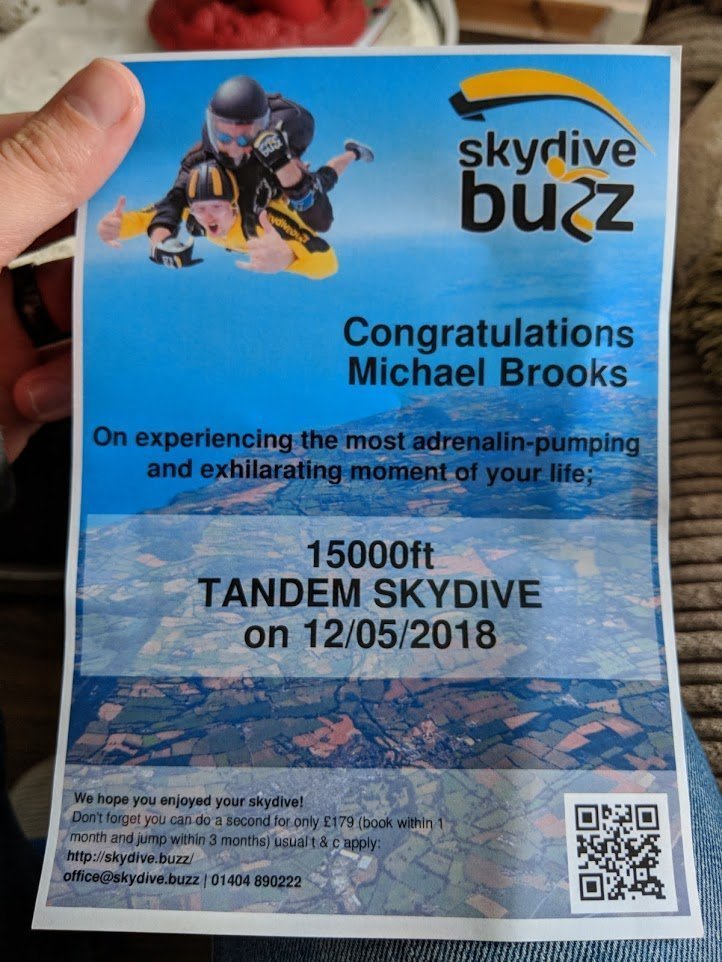 skydive
buzz
Congratulations
Michael Brooks
On experiencing the most adrenalin-pumping
and exhilarating moment of your life;
15000ft
TANDEM SKYDIVE
on 12/05/2018
We hope you enjoyed your skydive!
Don't forget you can do a second for only £179 (book within 1
month and jump within 3 months) usual t & c apply:
http://skydive.buzz/
office@skydive.buzz | 01404 890222